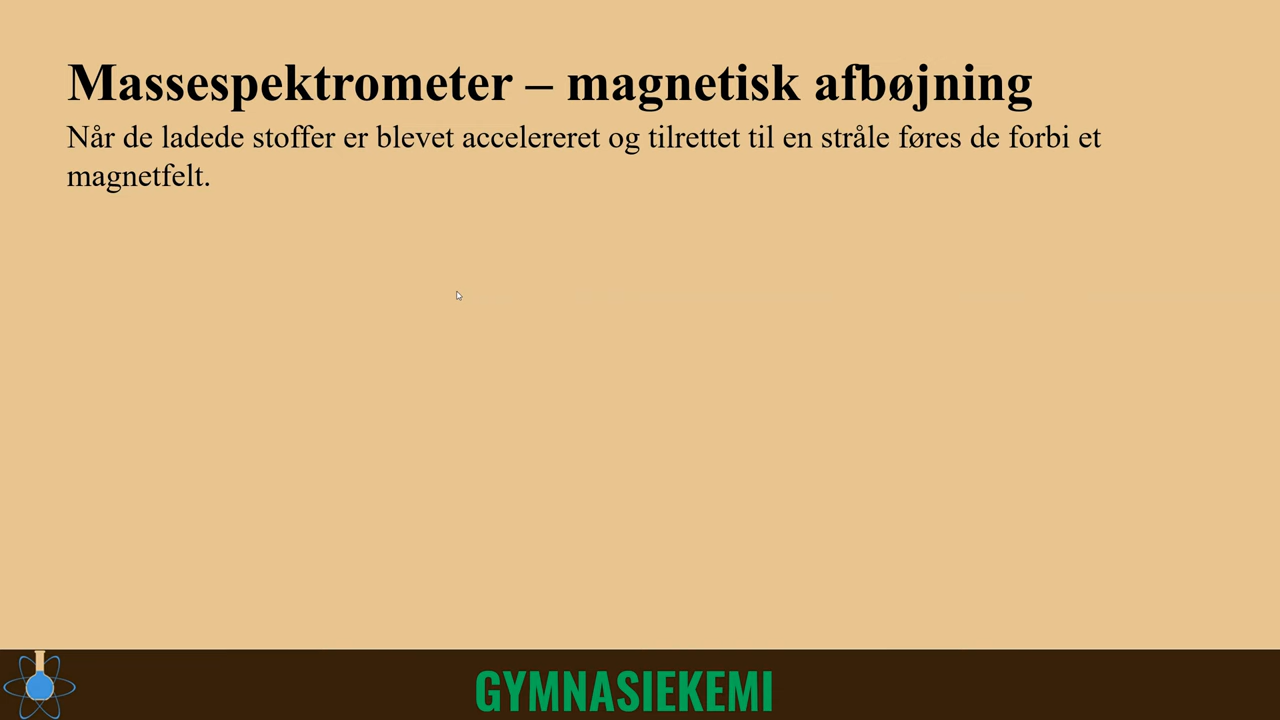 Massespektrometer – magnetisk afbøjning
Når de ladede stoffer er blevet accelereret og tilrettet til en stråle føres de forbi et
magnetfelt.
GYMNASIEKEMI